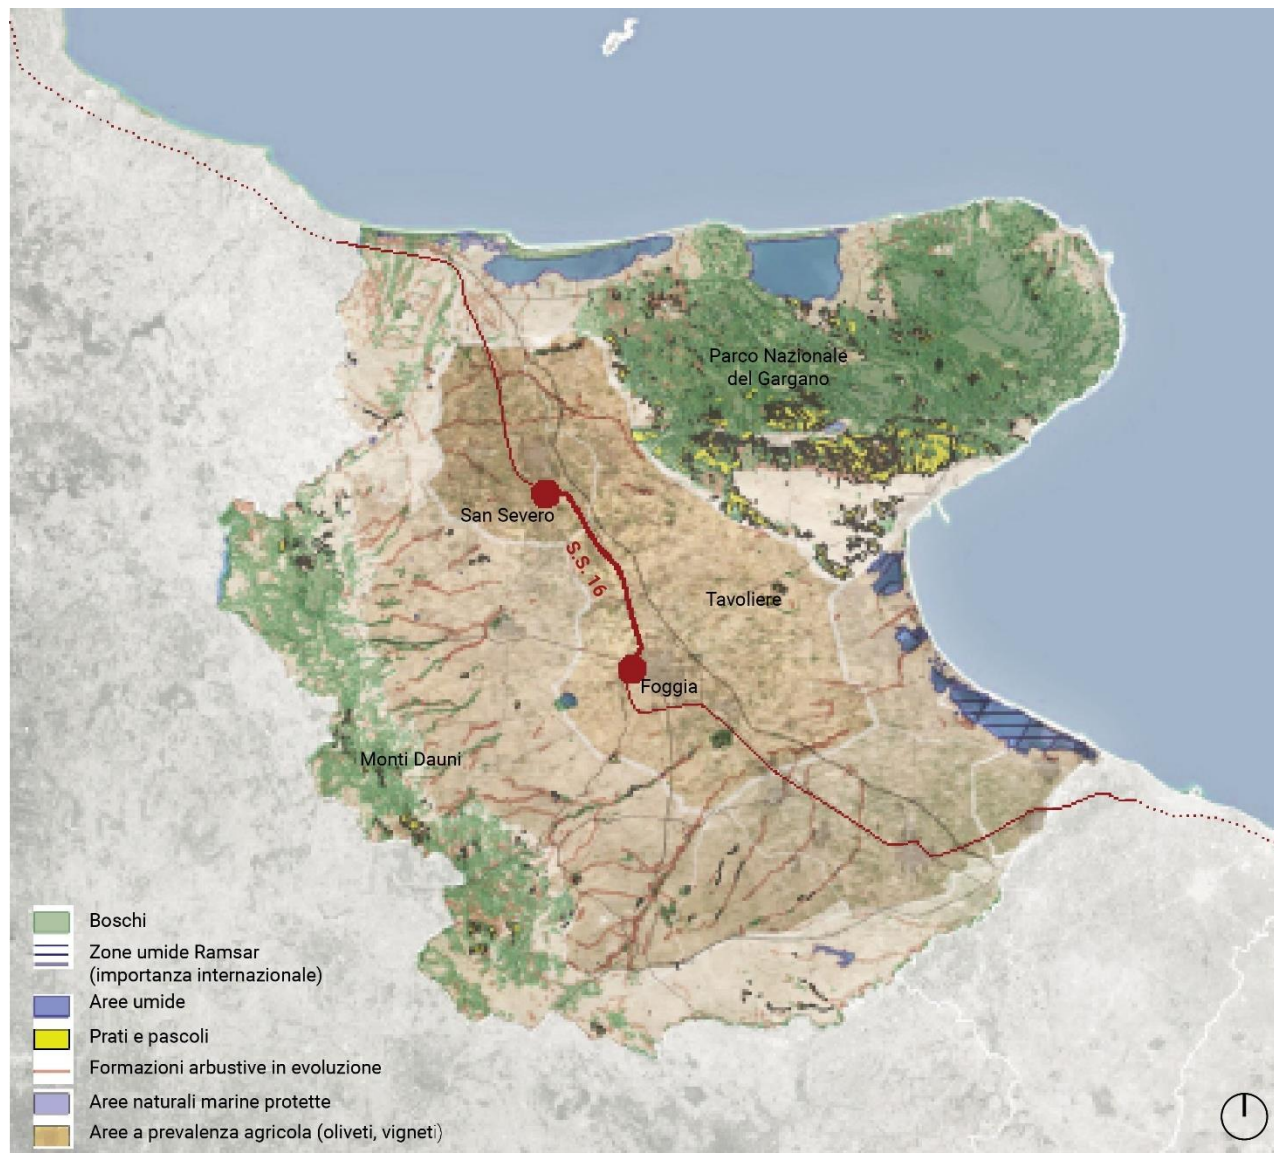 Parco Nazionale
del Gargano
San Severo
S.S. 16
Tavoliere
Foggia
Monti Dauni
Boschi
Zone umide Ramsar
(importanza internazionale)
Aree umide
Prati e pascoli
Formazioni arbustive in evoluzione
Aree naturali marine protette
Aree a prevalenza agricola (oliveti, vigneti)